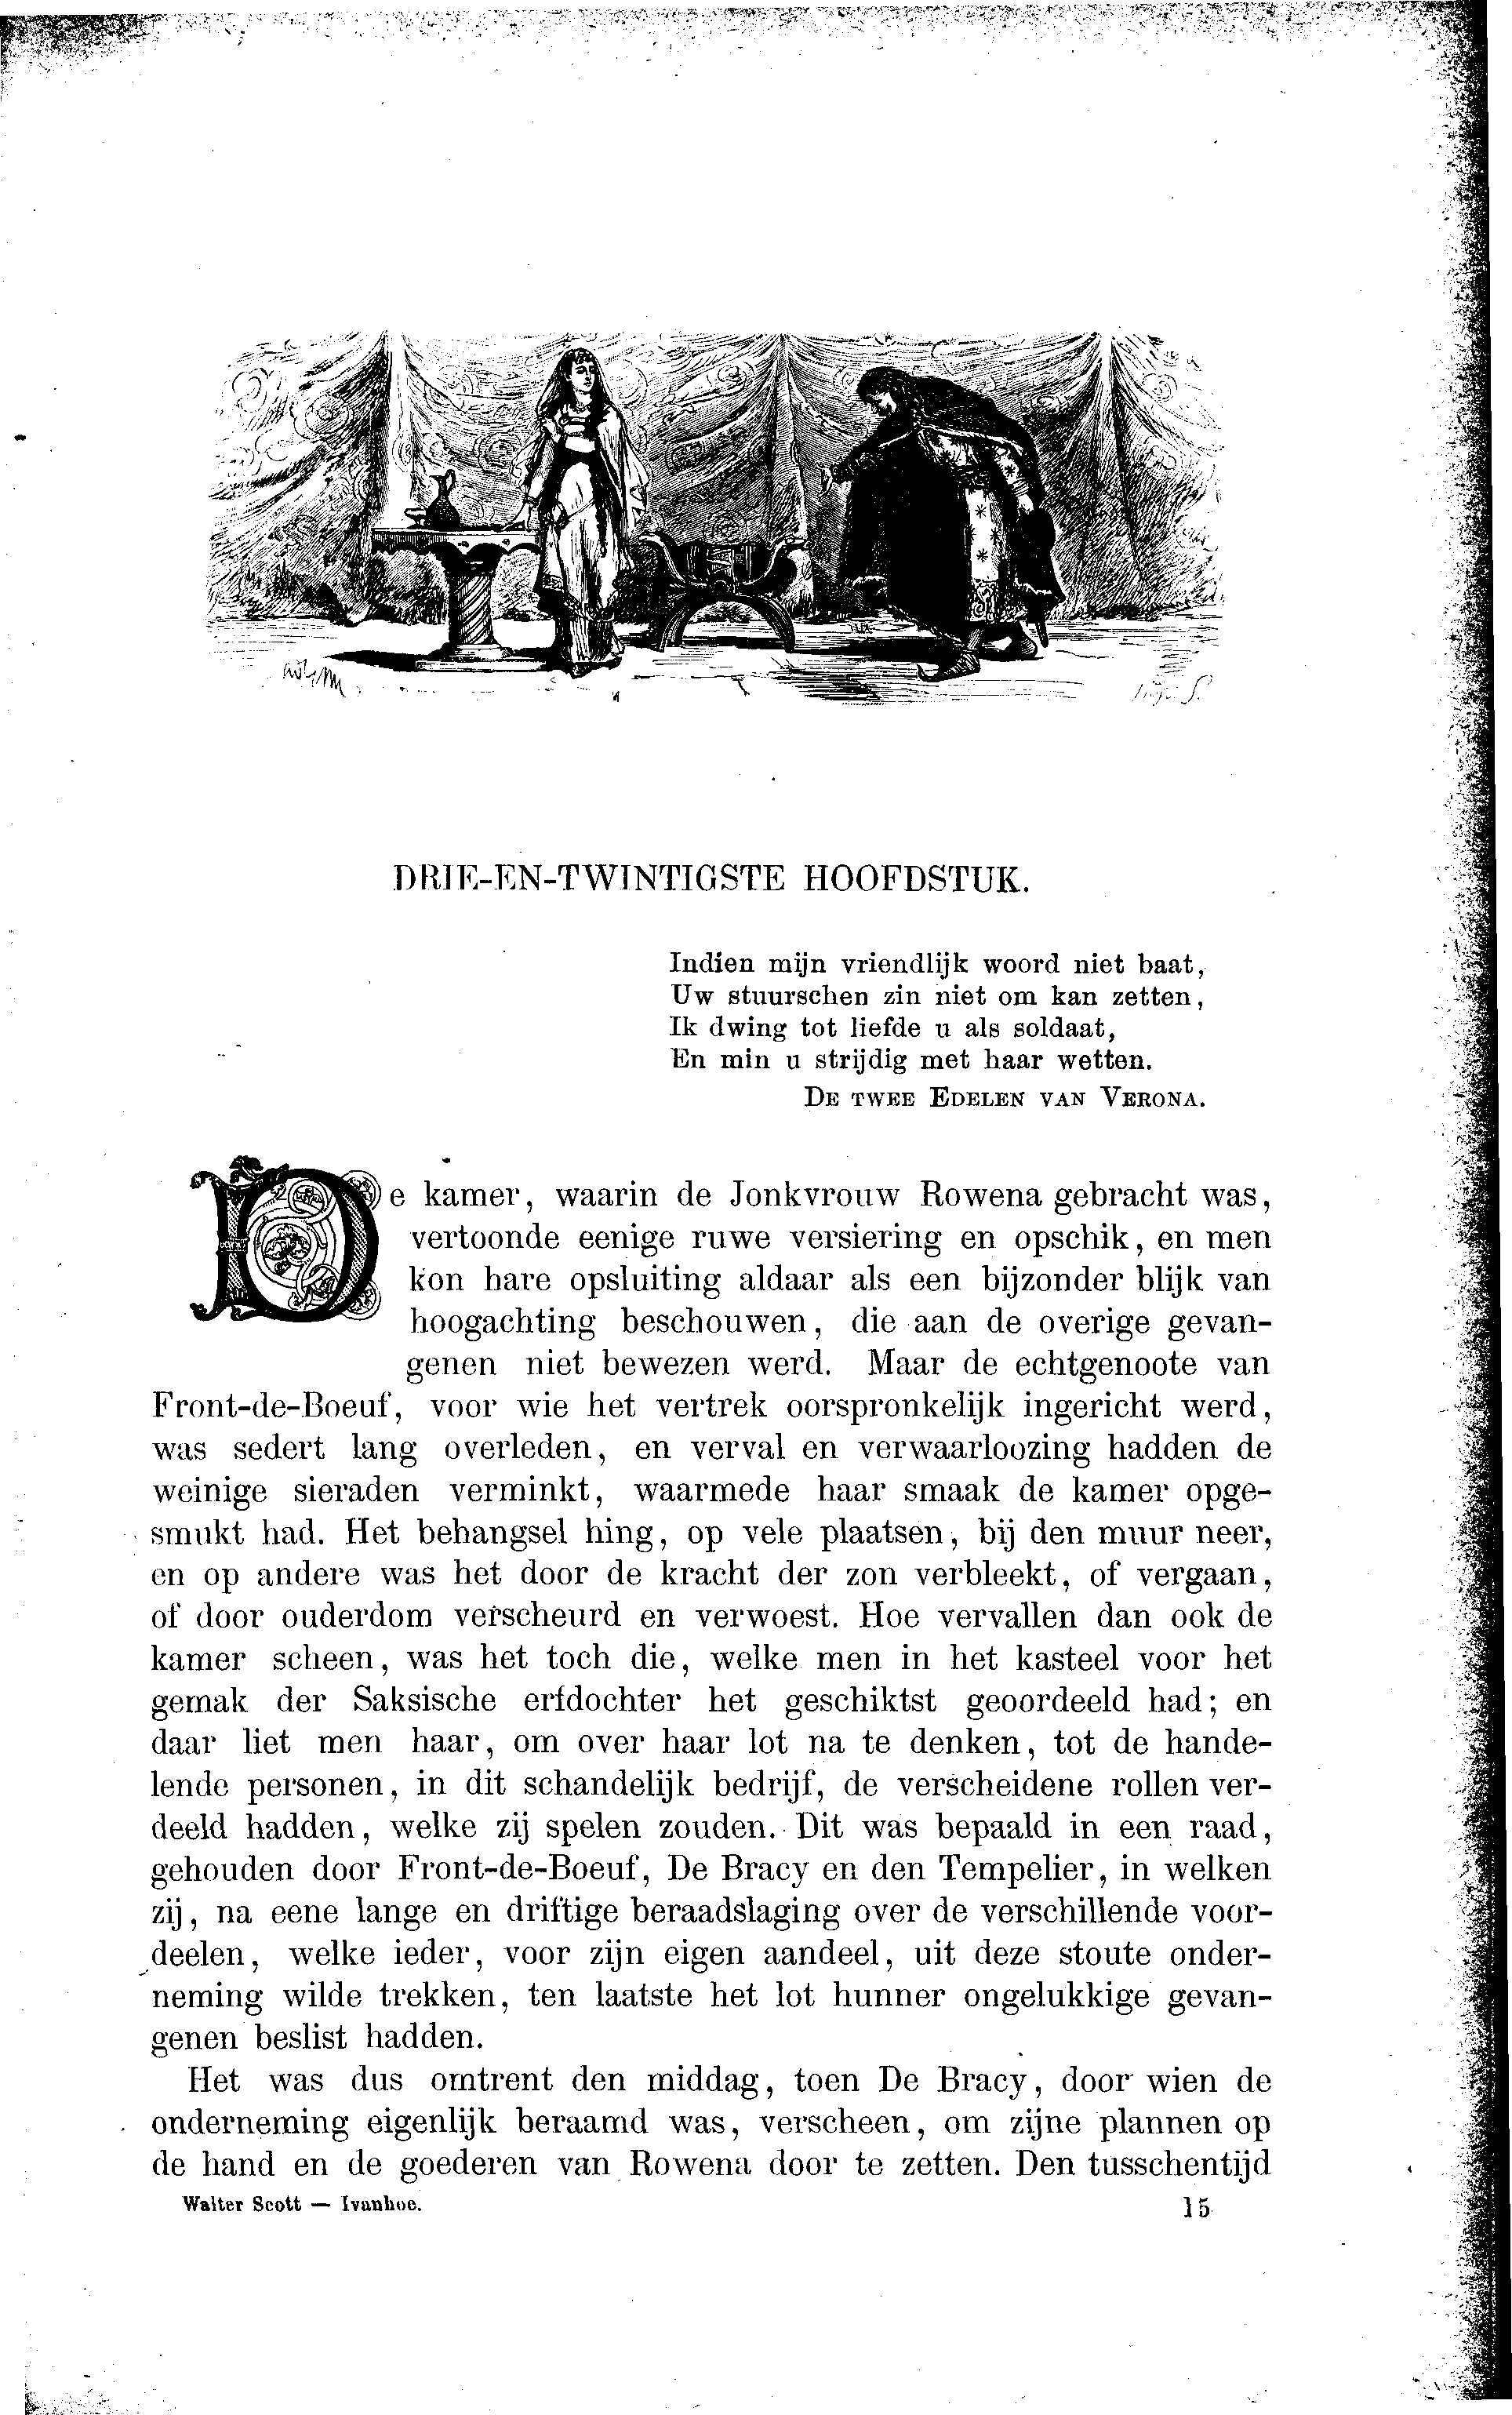 DRIE-EN-TWINTIGSTE HOOFDSTUK.
Indien mijn vriendlijk woord niet baat,
Uw stuurschen zin niet om kan zetten,
Ik dwing tot liefde u als soldaat,
En min u strijdig met haar wetten.
DE TWEE EDELEN VAN VERONA.
De kamer, waarin de Jonkvrouw Rowena gebracht was,
vertoonde eenige ruwe versiering en opschik, en men
kon hare opsluiting aldaar als een bijzonder blijk van
hoogachting beschouwen, die aan de overige gevan-
genen niet bewezen werd. Maar de echtgenoote van
Front-de-Boeuf, voor wie het vertrek oorspronkelijk ingericht werd,
was sedert lang overleden, en verval en verwaarloozing hadden de
weinige sieraden verminkt, waarmede haar smaak de kamer opge-
smukt had. Het behangsel hing, op vele plaatsen, bij den muur neer,
en op andere was het door de kracht der zon verbleekt, of vergaan,
of door ouderdom verscheurd en verwoest. Hoe vervallen dan ook de
kamer scheen, was het toch die, welke men in het kasteel voor het
gemak der Saksische erfdochter het geschiktst geoordeeld had; en
daar liet men haar, om over haar lot na te denken, tot de hande-
lende personen, in dit schandelijk bedrijf, de verscheidene rollen ver-
deeld hadden, welke zij spelen zouden. Dit was bepaald in een raad,
gehouden door Front-de-Boeuf, De Bracy en den Tempelier, in welken
zij, na eene lange en driftige beraadslaging over de verschillende voor-
deelen, welke ieder, voor zijn eigen aandeel, uit deze stoute onder-
neming wilde trekken, ten laatste het lot hunner ongelukkige gevan-
genen beslist hadden.
Het was dus omtrent den middag, toen De Bracy, door wien de
onderneming eigenlijk beraamd was, verscheen, om zijne plannen op
de hand en de goederen van Rowena door te zetten. Den tusschentijd
Walter Scott — Ivanhoe. 15